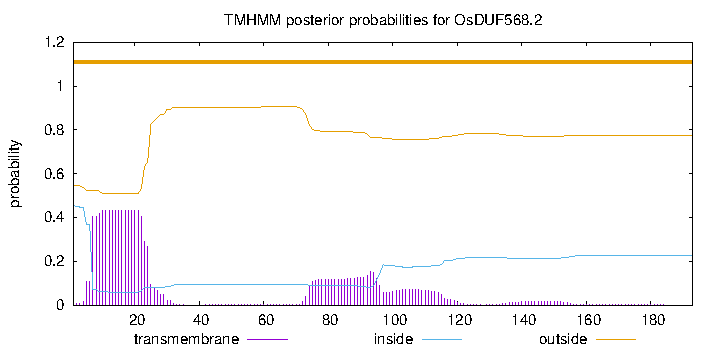 TMHMM posterior probabilities for OsDUF568.2
1.2
1
0.8
0.6
0.4
0.2
0
probability
20 40 60 80 100 120 140 160 180
transmembrane inside outside